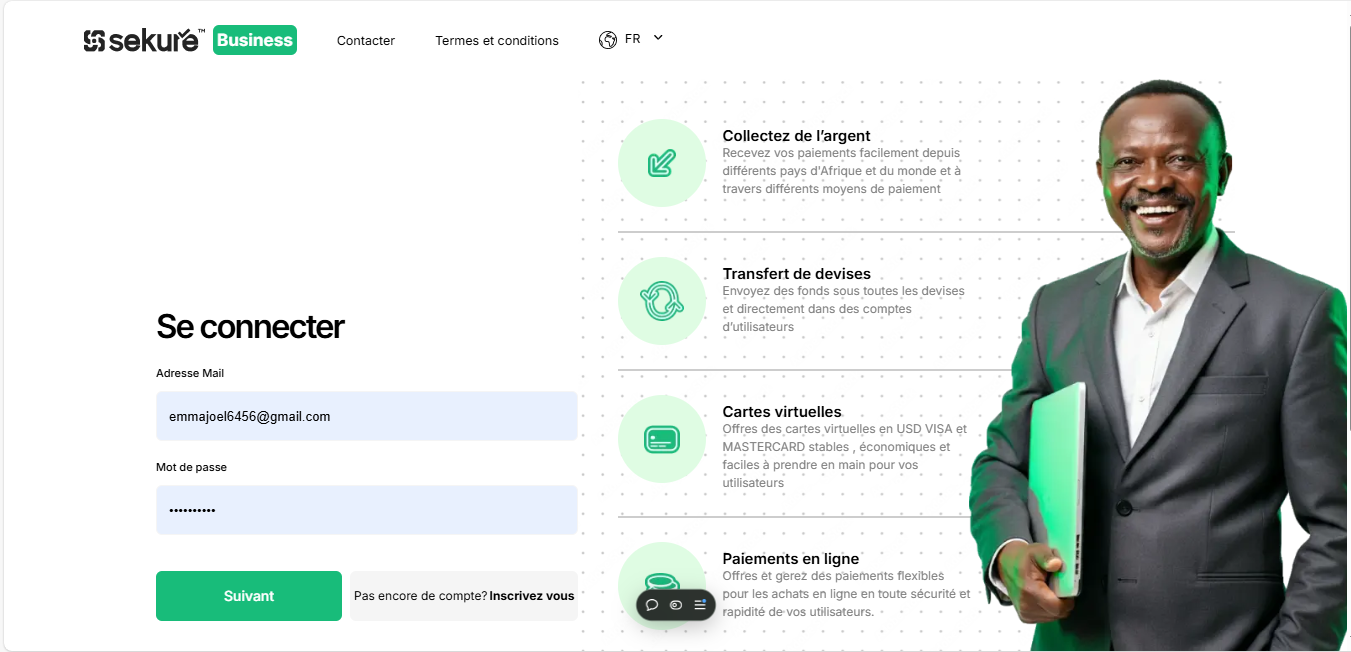 sekurē™ Business
Contacter
Termes et conditions
FR
Se connecter
Adresse Mail
emmajoel6456@gmail.com
Mot de passe
••••••••••
Suivant
Pas encore de compte? Inscrivez vous
Collectez de l’argent
Recevez vos paiements facilement depuis
différents pays d'Afrique et du monde et à
travers différents moyens de paiement
Transfert de devises
Envoyez des fonds sous toutes les devises
et directement dans des comptes
d’utilisateurs
Cartes virtuelles
Offres des cartes virtuelles en USD VISA et
MASTERCARD stables , économiques et
faciles à prendre en main pour vos
utilisateurs
Paiements en ligne
Offres et gerez des paiements flexibles
pour les achats en ligne en toute sécurité et
rapidité de vos utilisateurs.